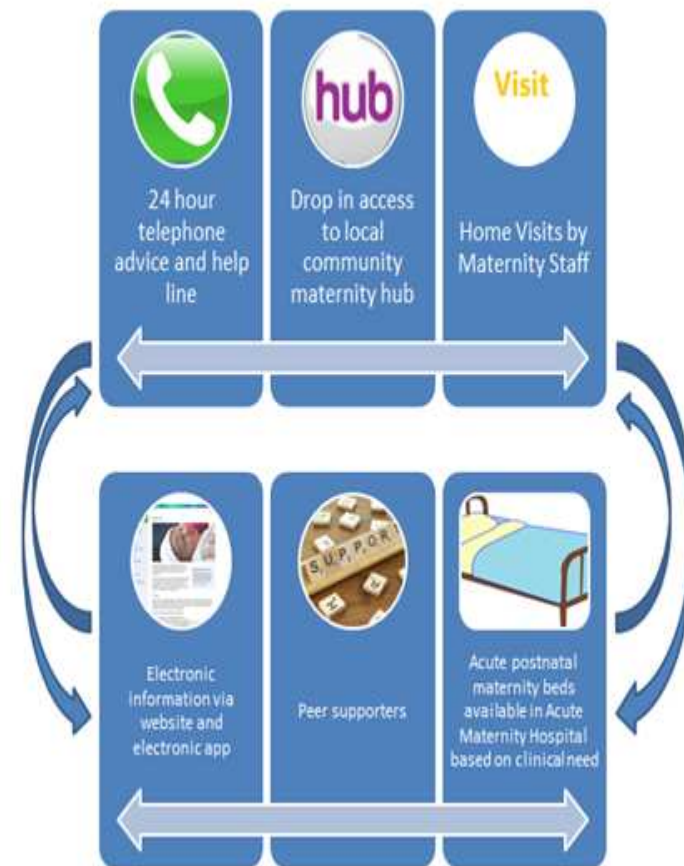 hub
Visit
24 hour
telephone
advice and help
line
Drop in access
to local
community
maternity hub
Home Visits by
Maternity Staff
SUPPORT
Electronic
information via
website and
electronic app
Peer supporters
Acute postnatal
maternity beds
available in Acute
Maternity Hospital
based on clinical need